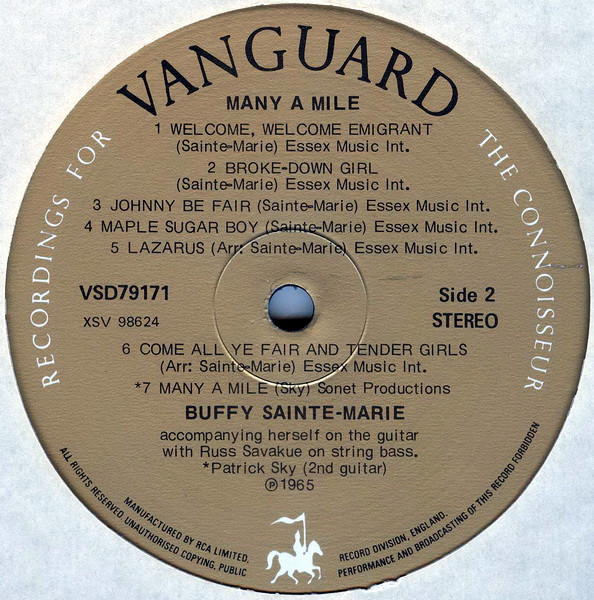 VANGUARD
RECORDINGS FOR
THE CONNOISSEUR
MANY A MILE
1 WELCOME, WELCOME EMIGRANT
(Sainte-Marie) Essex Music Int.
2 BROKE-DOWN GIRL
(Sainte-Marie) Essex Music Int.
3 JOHNNY BE FAIR (Sainte-Marie) Essex Music Int.
4 MAPLE SUGAR BOY (Sainte-Marie) Essex Music Int.
5 LAZARUS (Arr: Sainte-Marie) Essex Music Int.
VSD79171
Side 2
XSV 98624
STEREO
6 COME ALL YE FAIR AND TENDER GIRLS
(Arr: Sainte-Marie) Essex Music Int.
*7 MANY A MILE (Sky) Sonet Productions
BUFFY SAINTE-MARIE
accompanying herself on the guitar
with Russ Savakue on string bass.
*Patrick Sky (2nd guitar)
℗1965
MANUFACTURED BY RCA LIMITED, RECORD DIVISION, ENGLAND.
ALL RIGHTS RESERVED. UNAUTHORISED COPYING, PUBLIC PERFORMANCE AND BROADCASTING OF THIS RECORD FORBIDDEN